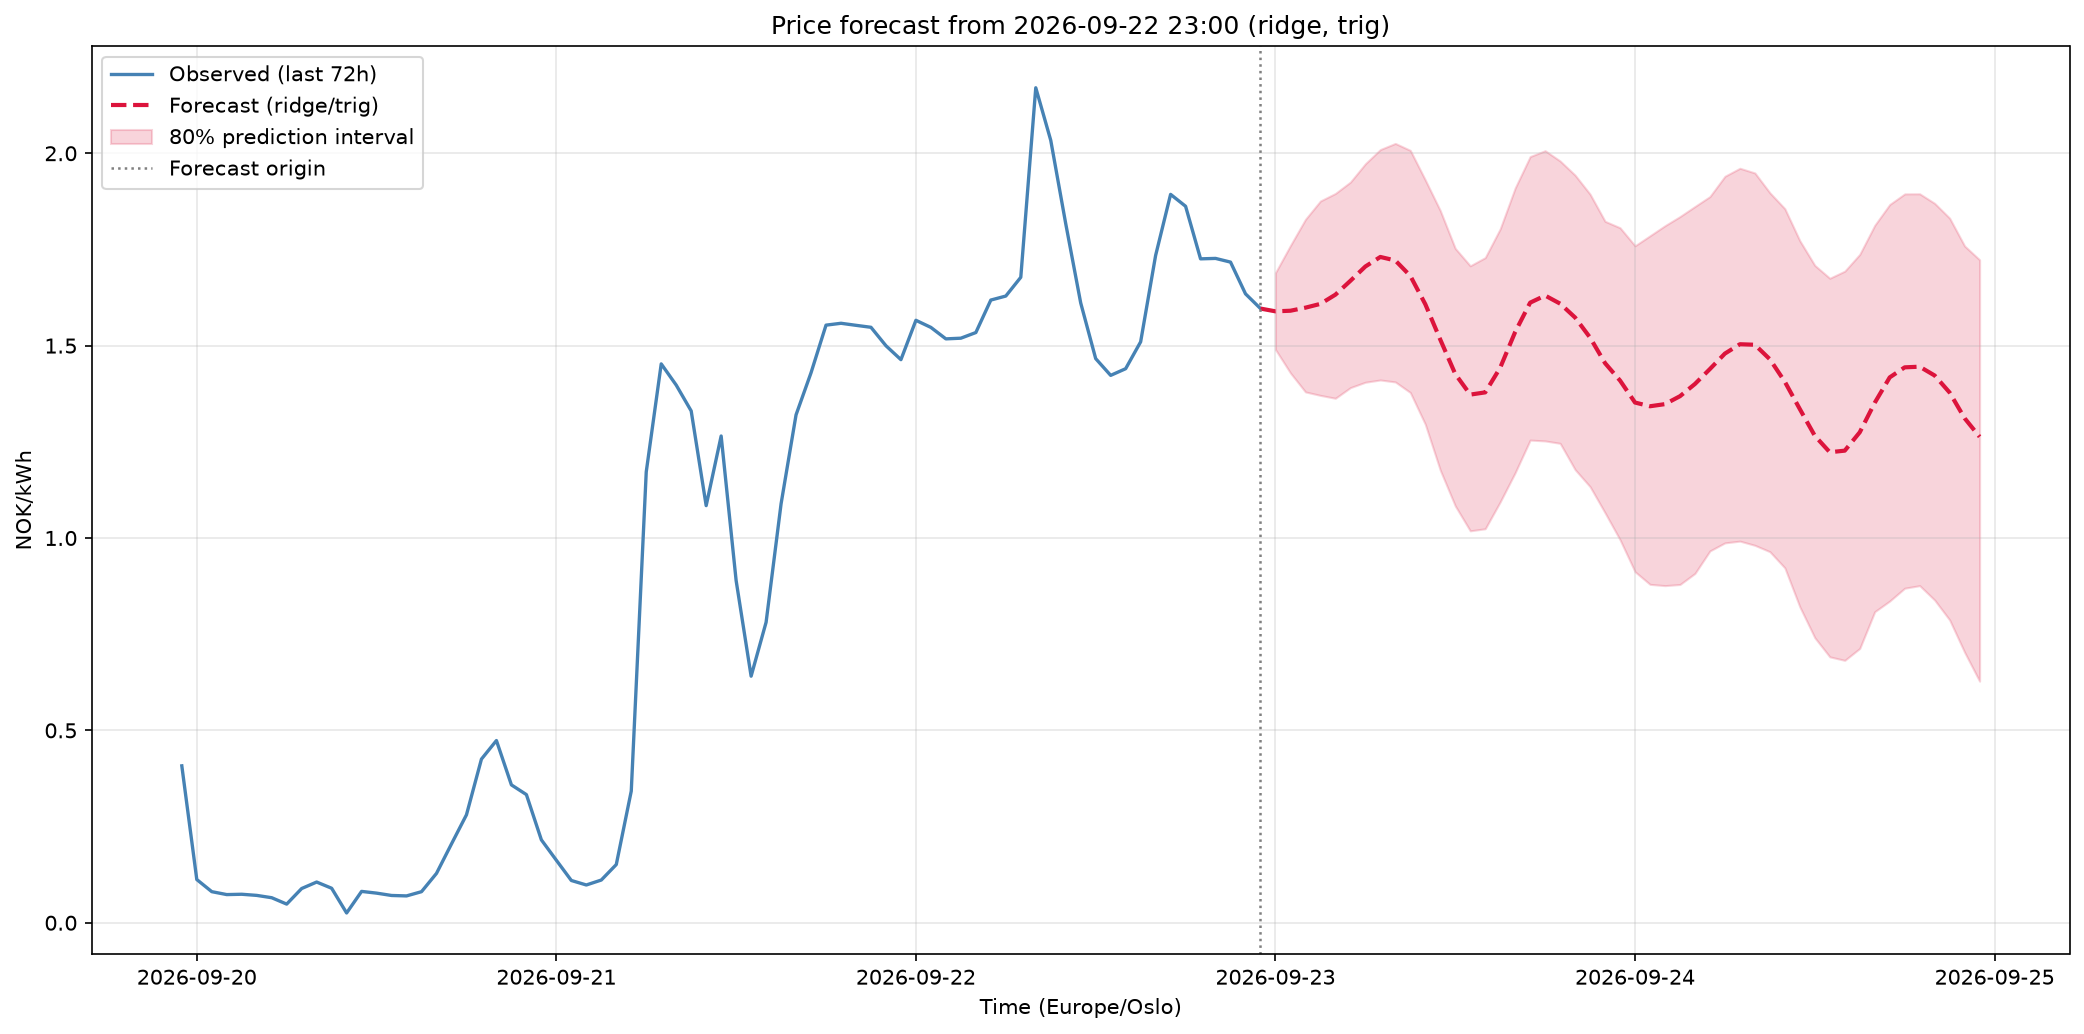 Price forecast from 2026-09-22 23:00 (ridge, trig)
Observed (last 72h)
Forecast (ridge/trig)
80% prediction interval
Forecast origin
NOK/kWh
2.0
1.5
1.0
0.5
0.0
2026-09-20 2026-09-21 2026-09-22 2026-09-23 2026-09-24 2026-09-25
Time (Europe/Oslo)